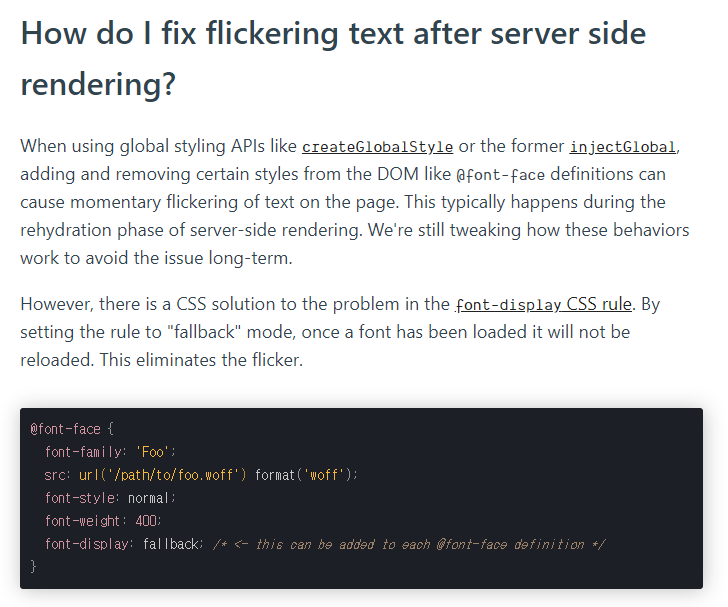 How do I fix flickering text after server side
rendering?
When using global styling APIs like createGlobalStyle or the former injectGlobal,
adding and removing certain styles from the DOM like @font-face definitions can
cause momentary flickering of text on the page. This typically happens during the
rehydration phase of server-side rendering. We're still tweaking how these behaviors
work to avoid the issue long-term.
However, there is a CSS solution to the problem in the font-display CSS rule. By
setting the rule to "fallback" mode, once a font has been loaded it will not be
reloaded. This eliminates the flicker.
@font-face {
  font-family: 'Foo';
  src: url('/path/to/foo.woff') format('woff');
  font-style: normal;
  font-weight: 400;
  font-display: fallback; /* <- this can be added to each @font-face definition */
}